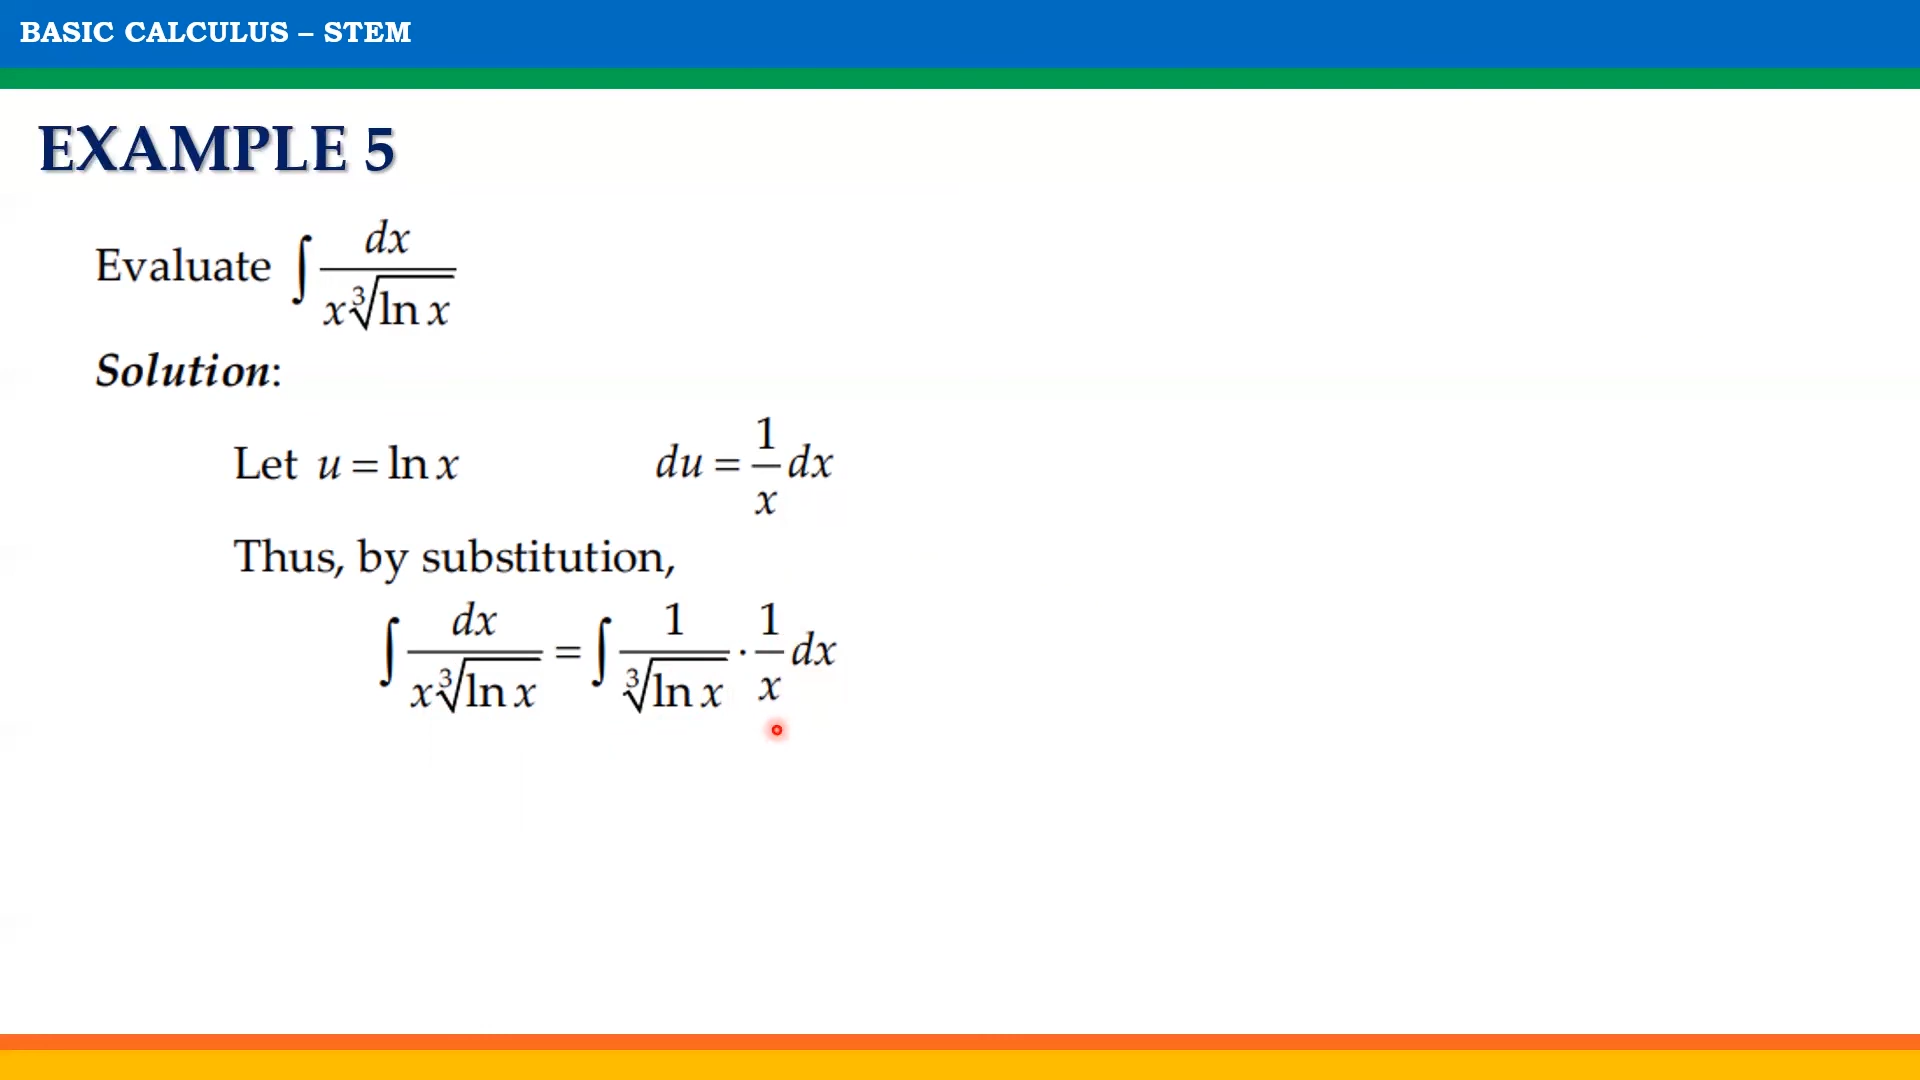 BASIC CALCULUS – STEM
EXAMPLE 5
Evaluate ∫ dx / (x ∛(ln x))
Solution:
Let u = ln x    du = 1/x dx
Thus, by substitution,
∫ dx / (x ∛(ln x)) = ∫ 1 / ∛(ln x) · 1/x dx